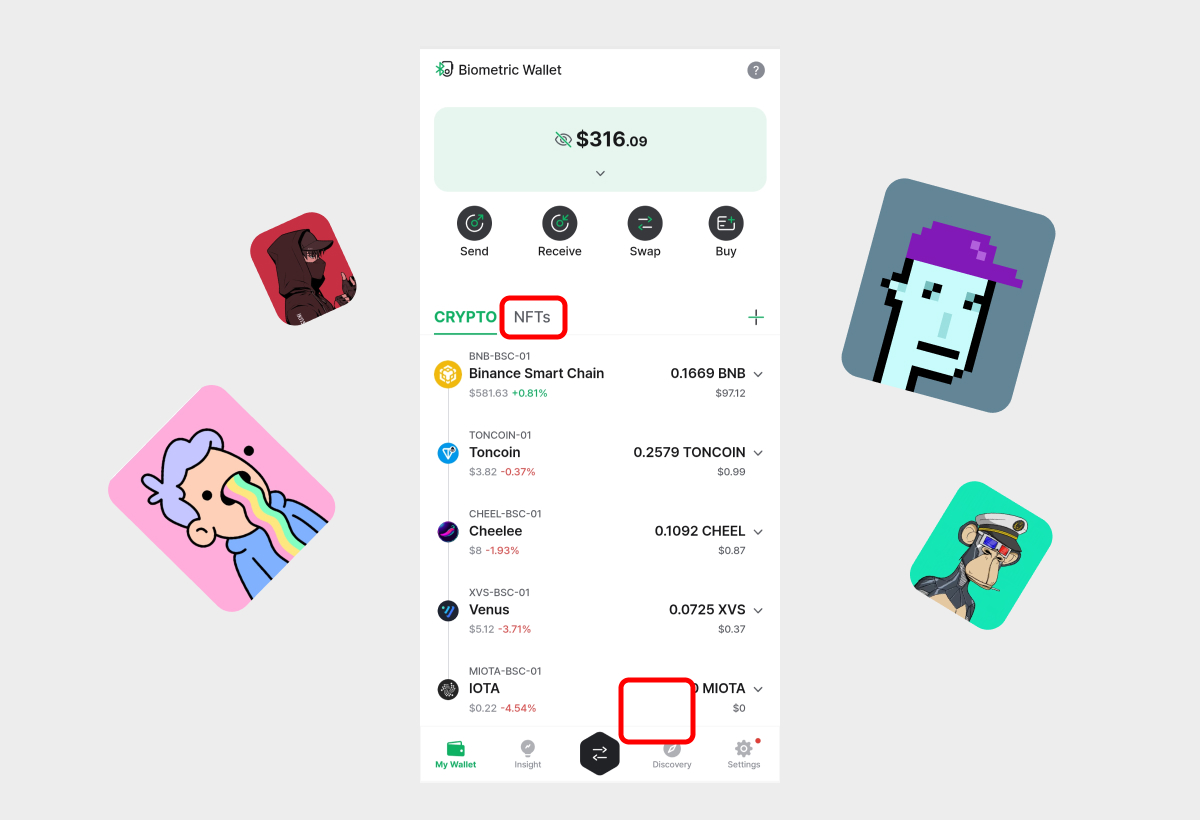 Biometric Wallet
?
$316.09
Send Receive Swap Buy
CRYPTO NFTs
BNB-BSC-01
Binance Smart Chain 0.1669 BNB
$581.63 +0.81% $97.12
TONCOIN-01
Toncoin 0.2579 TONCOIN
$3.82 -0.37% $0.99
CHEEL-BSC-01
Cheelee 0.1092 CHEEL
$8 -1.93% $0.87
XVS-BSC-01
Venus 0.0725 XVS
$5.12 -3.71% $0.37
MIOTA-BSC-01
IOTA 0 MIOTA
$0.22 -4.54% $0
My Wallet Insight Discovery Settings